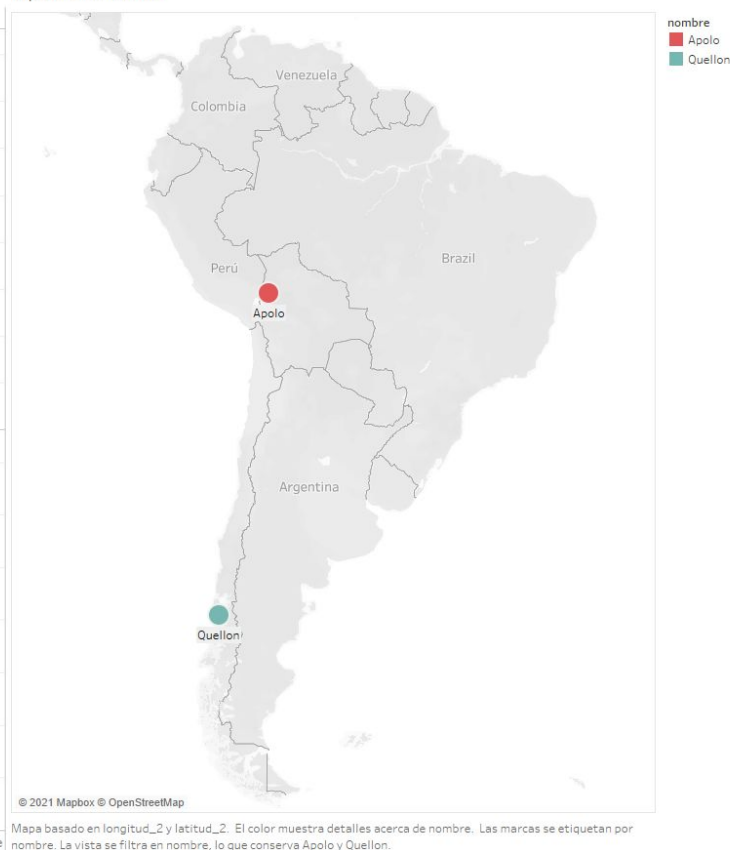 nombre
Apolo
Quellon
Venezuela
Colombia
Brazil
Perú
Apolo
Argentina
Quellon
© 2021 Mapbox © OpenStreetMap
Mapa basado en longitud_2 y latitud_2. El color muestra detalles acerca de nombre. Las marcas se etiquetan por
nombre. La vista se filtra en nombre, lo que conserva Apolo y Quellon.